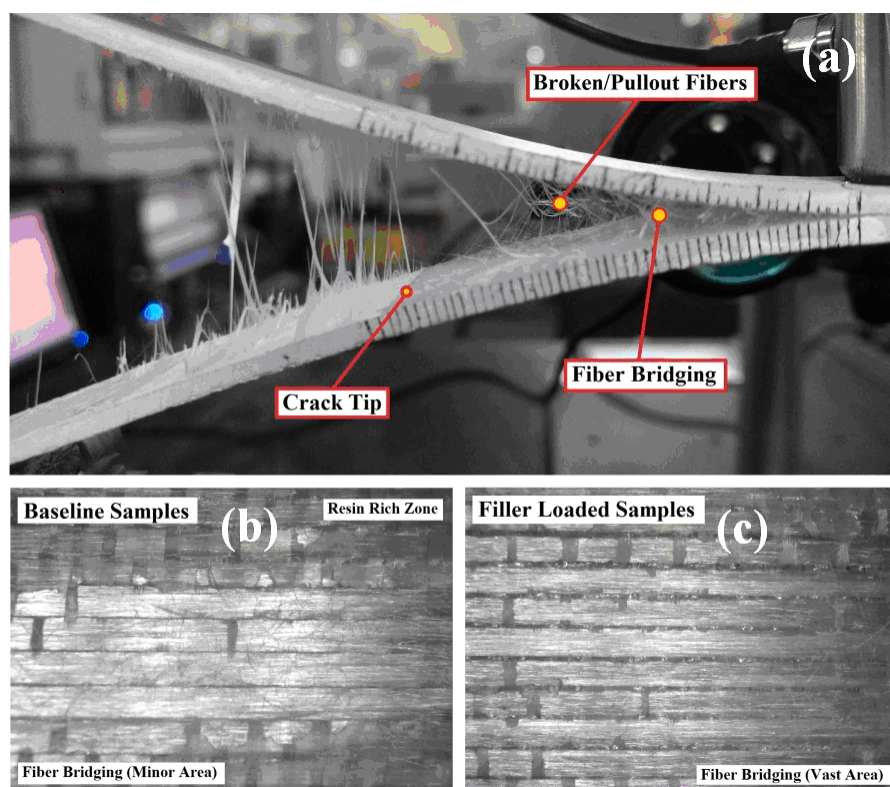 (a)
Broken/Pullout Fibers
Fiber Bridging
Crack Tip
Baseline Samples
(b)
Resin Rich Zone
Fiber Bridging (Minor Area)
Filler Loaded Samples
(c)
Fiber Bridging (Vast Area)